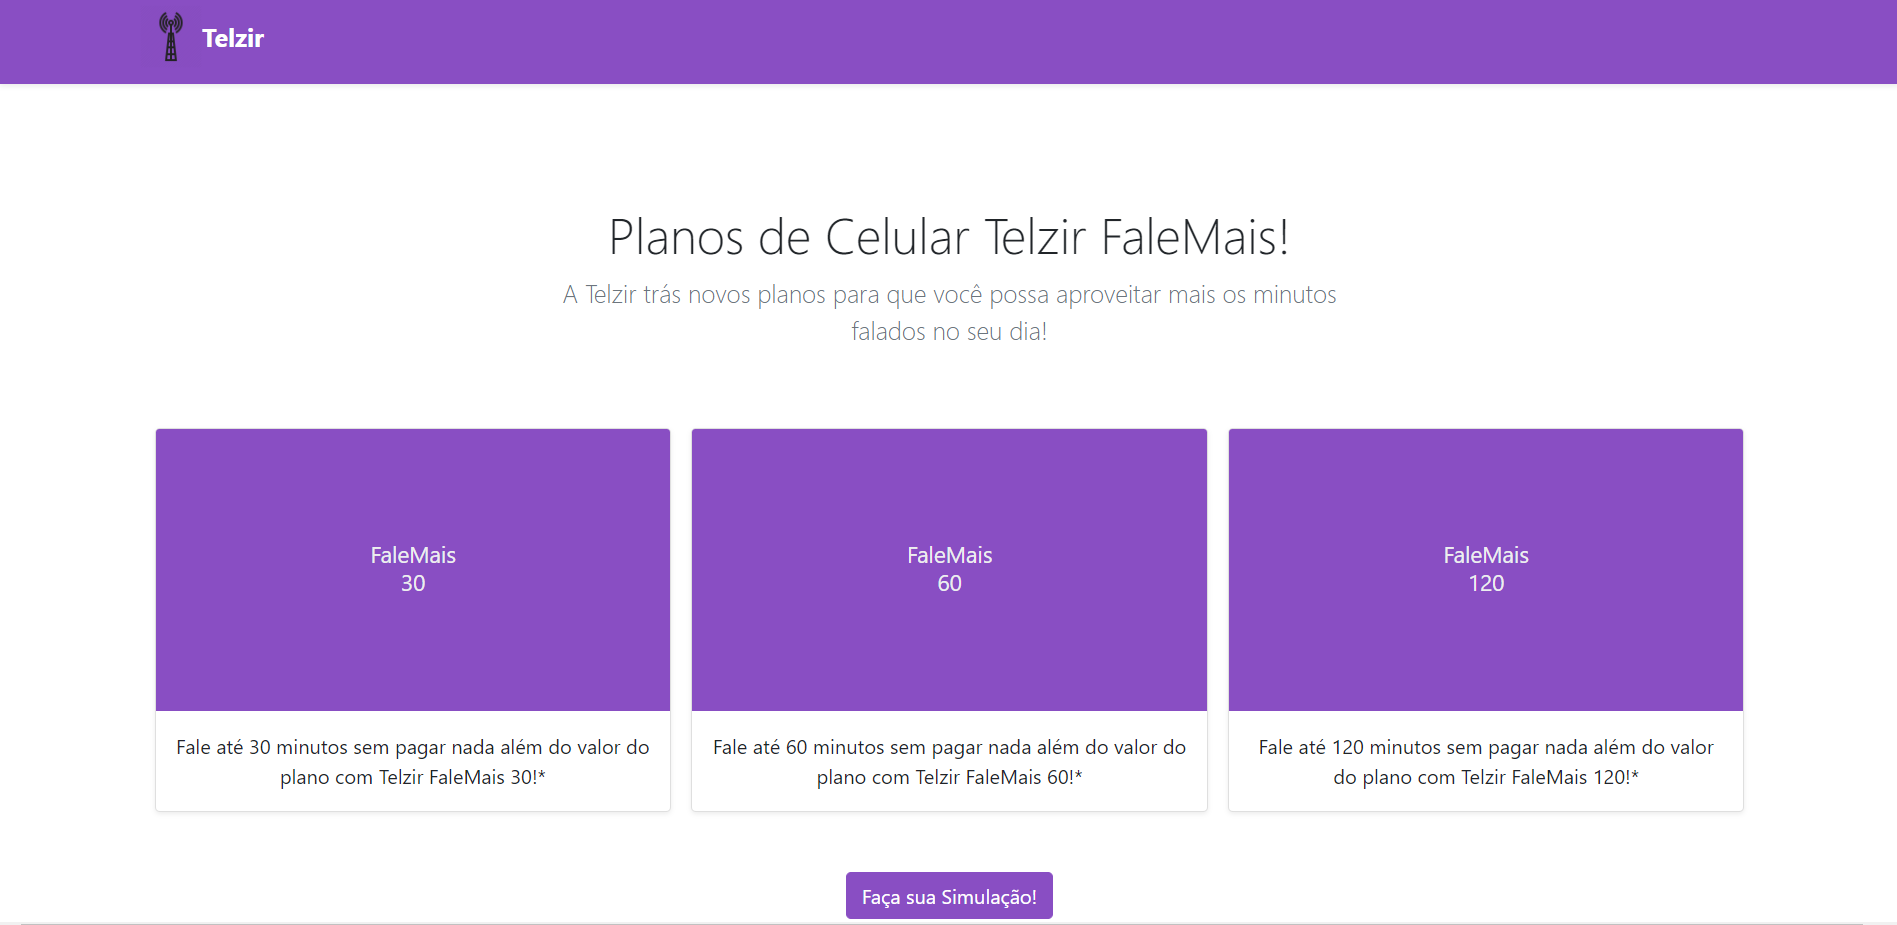 Telzir
Planos de Celular Telzir FaleMais!
A Telzir trás novos planos para que você possa aproveitar mais os minutos
falados no seu dia!
FaleMais
30
Fale até 30 minutos sem pagar nada além do valor do
plano com Telzir FaleMais 30!*
FaleMais
60
Fale até 60 minutos sem pagar nada além do valor do
plano com Telzir FaleMais 60!*
FaleMais
120
Fale até 120 minutos sem pagar nada além do valor
do plano com Telzir FaleMais 120!*
Faça sua Simulação!